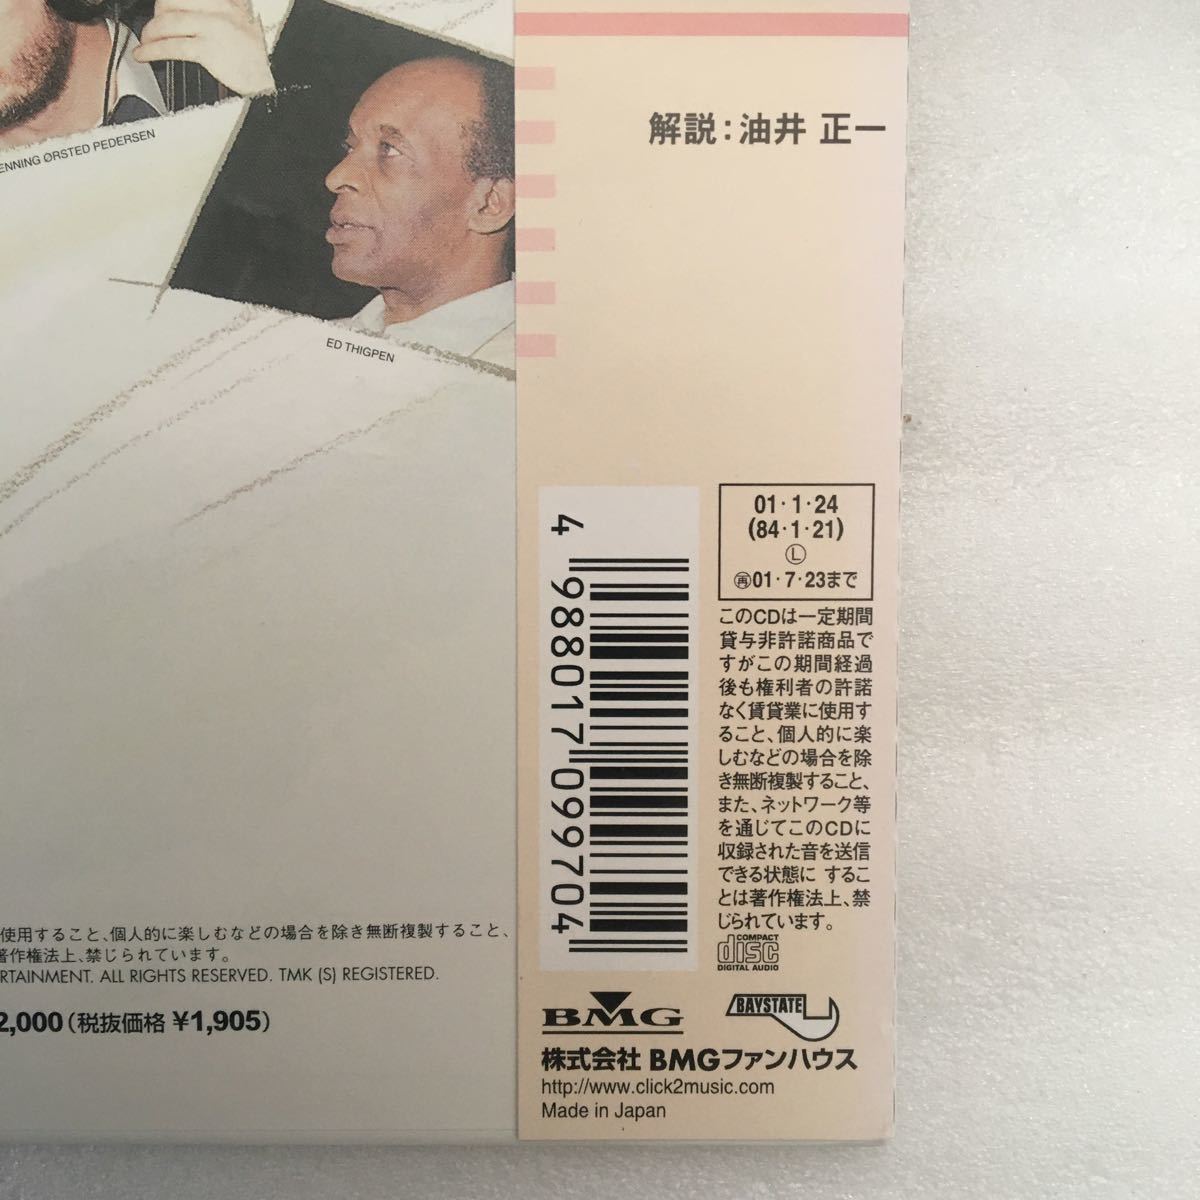 ØRSTED PEDERSEN
ED THIGPEN
解説：油井 正一
4 988017 099704
01・1・24
(84・1・21)
Ⓛ
㊢01・7・23まで
このCDは一定期間
貸与非許諾商品で
すがこの期間経過
後も権利者の許諾
なく賃貸業に使用す
ること、個人的に楽
しむなどの場合を除
き無断複製すること、
また、ネットワーク等
を通じてこのCDに
収録された音を送信
できる状態に するこ
とは著作権法上、禁
じられています。
COMPACT
disc
DIGITAL AUDIO
使用すること、個人的に楽しむなどの場合を除き無断複製すること、
著作権法上、禁じられています。
ALL RIGHTS RESERVED. TMK (S) REGISTERED.
2,000（税抜価格 ¥1,905）
BMG
BAYSTATE
株式会社 BMGファンハウス
http://www.click2music.com
Made in Japan